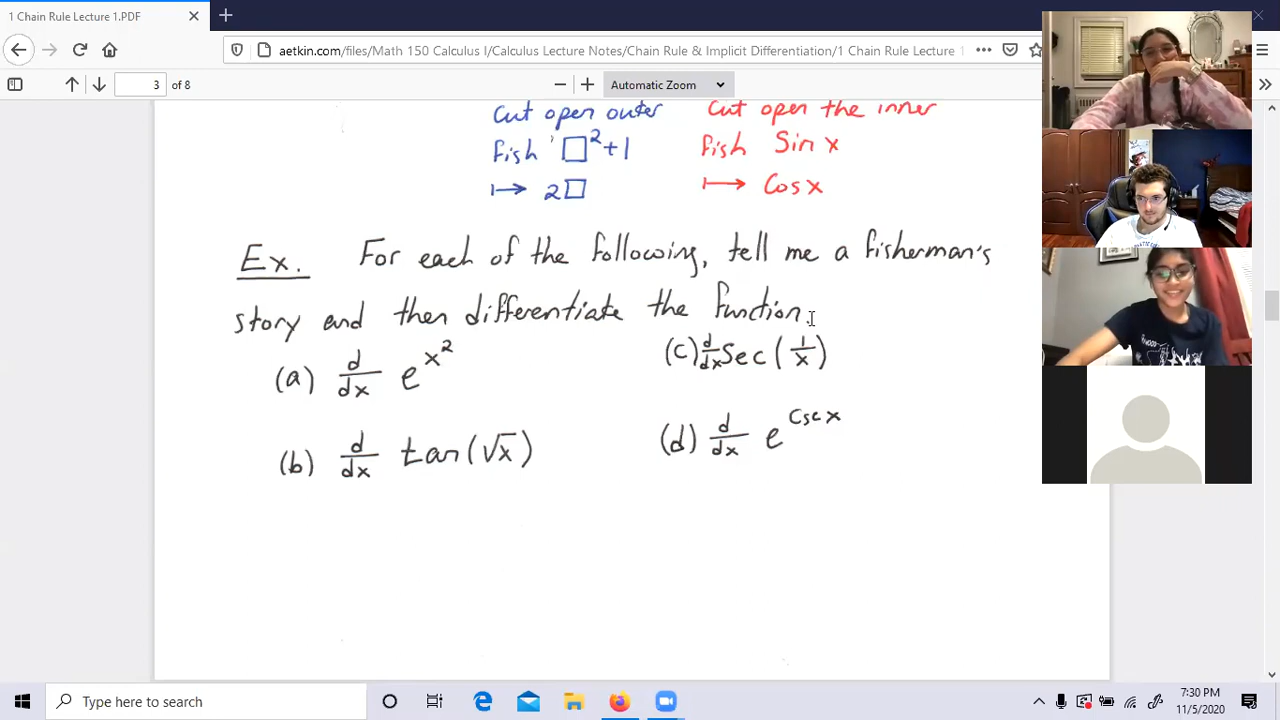 1 Chain Rule Lecture 1.PDF
aetkin.com/files/Math 130 Calculus/Calculus Lecture Notes/Chain Rule & Implicit Differentiation/1 Chain Rule Lecture 1
3 of 8
Automatic Zoom
Cut open outer Cut open the inner
fish □²+1 fish Sin x
↦ 2□ ↦ Cos x
Ex. For each of the following, tell me a fisherman's
story and then differentiate the function.
(a) d/dx e^(x^2) (c) d/dx Sec(1/x)
(b) d/dx tan(√x) (d) d/dx e^(Csc x)
Type here to search
7:30 PM
11/5/2020